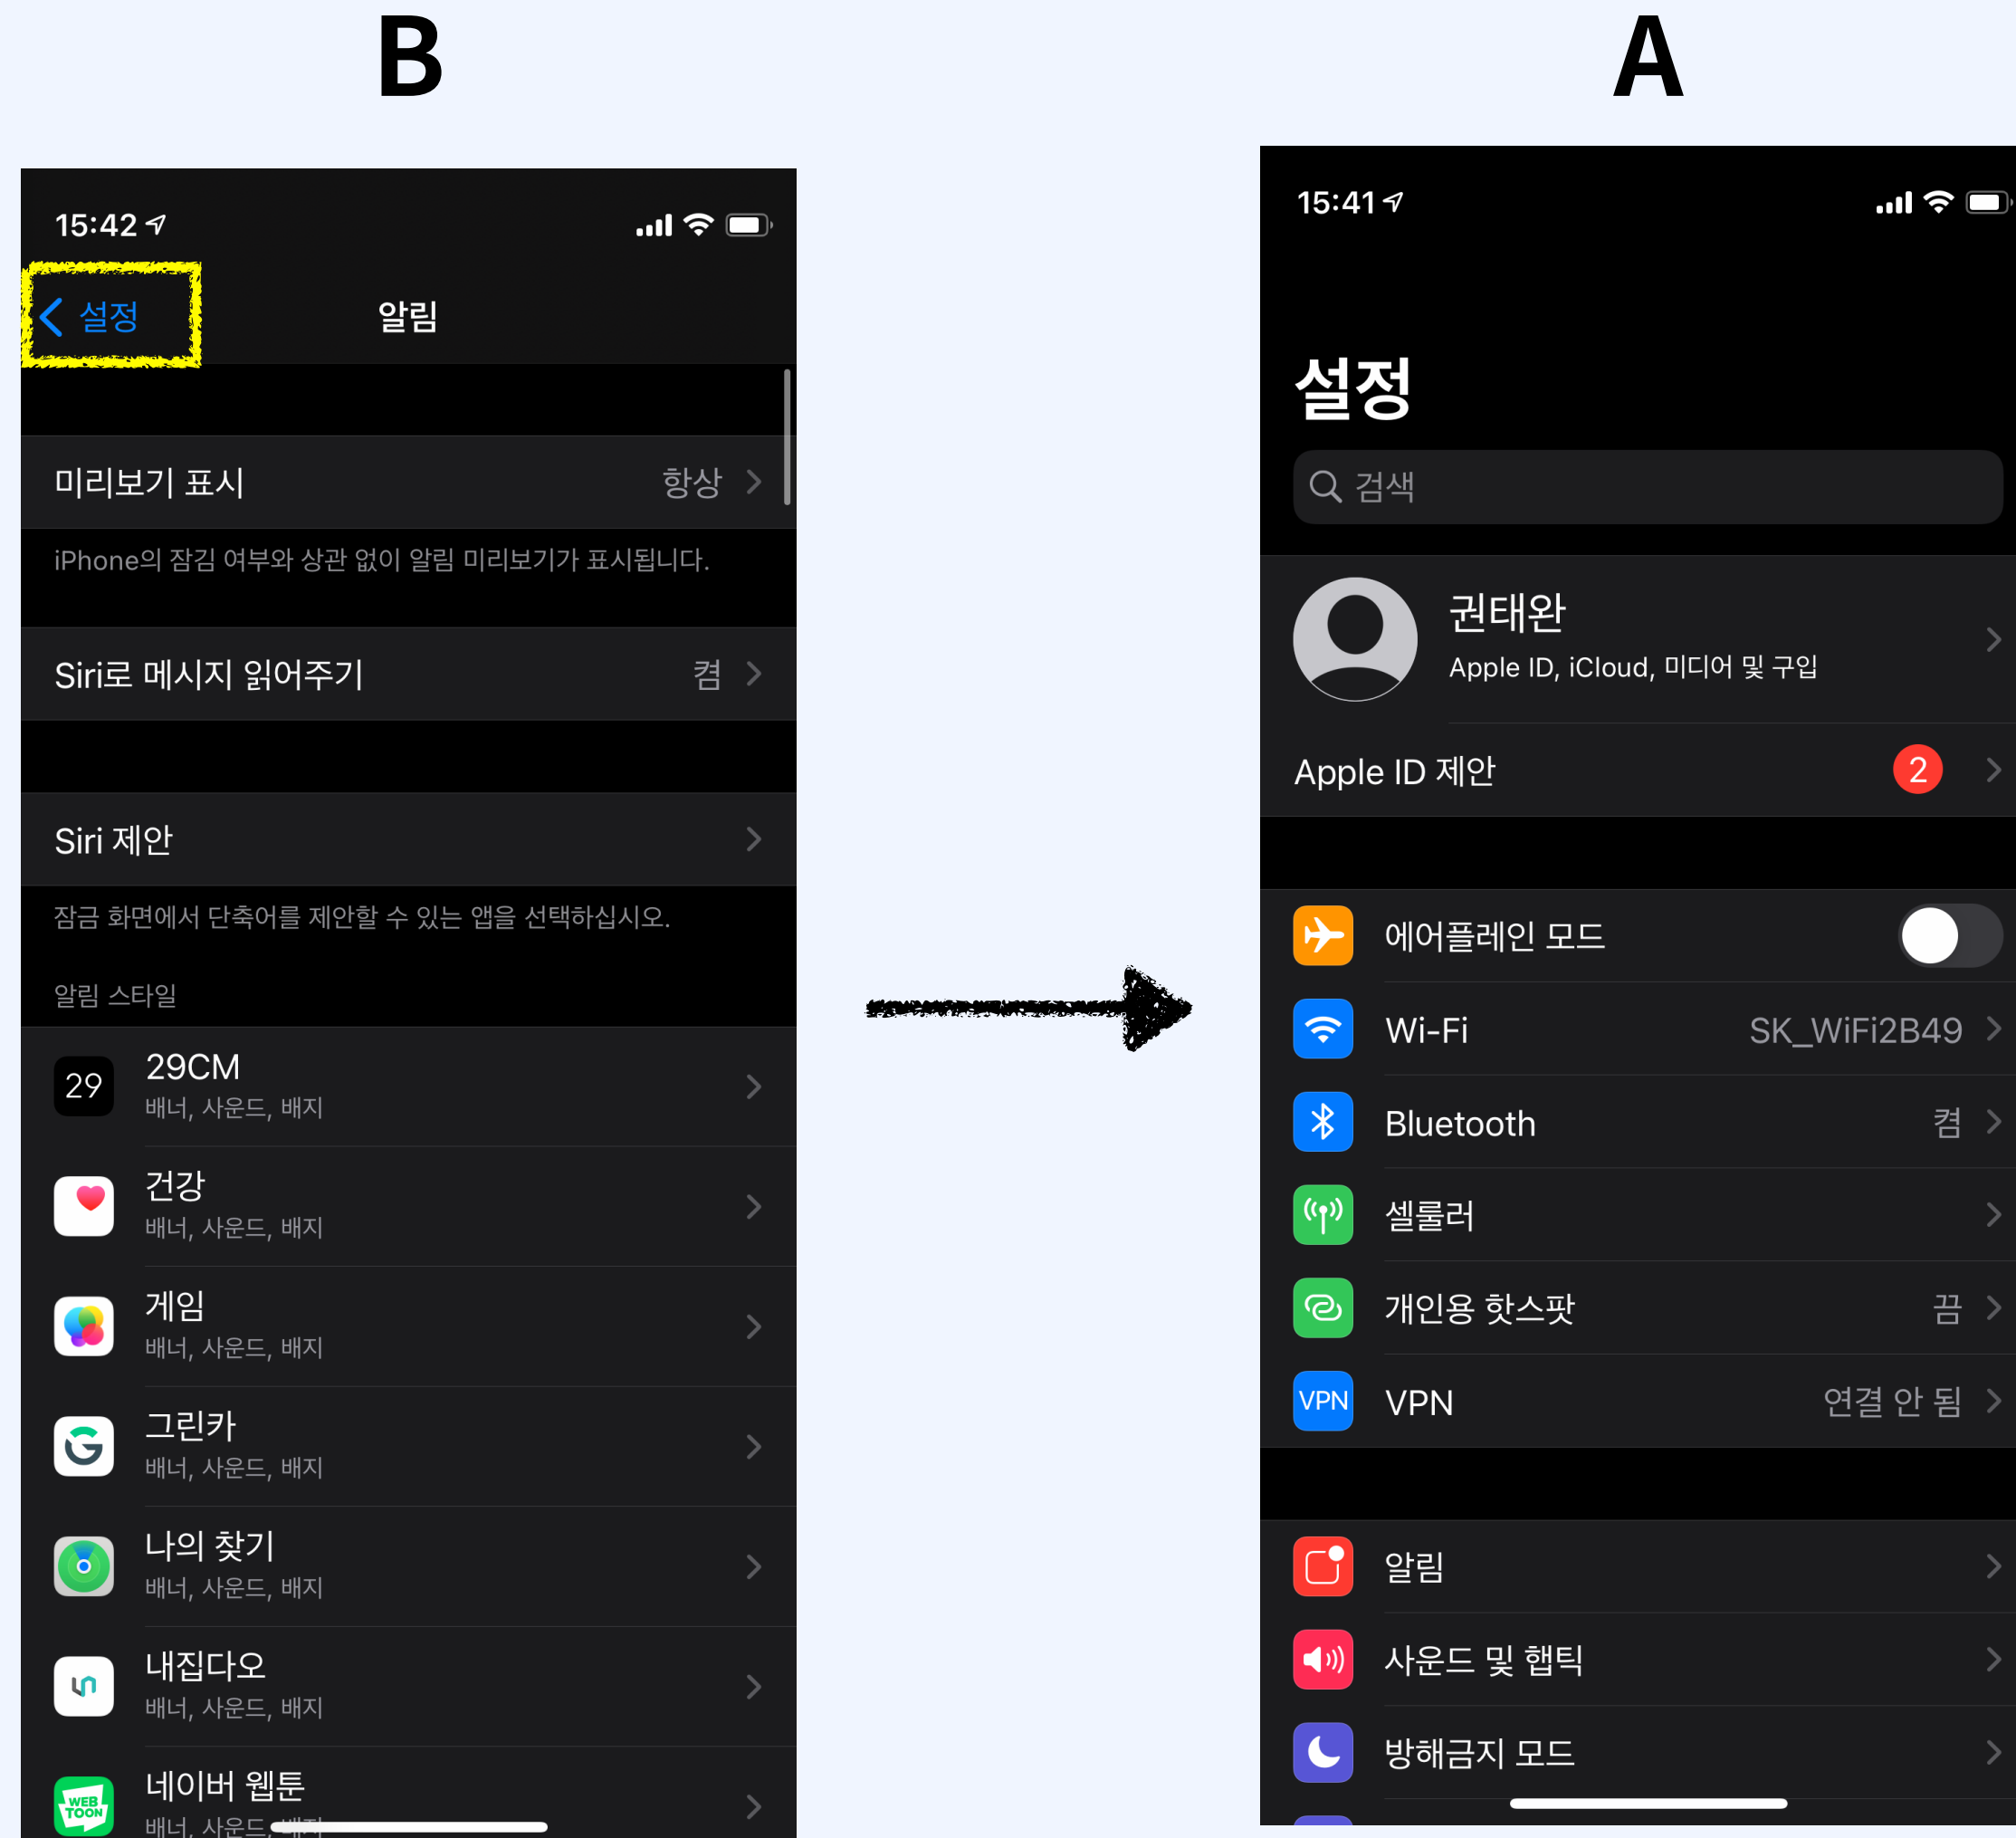 B
15:42
설정
알림
미리보기 표시 항상
iPhone의 잠김 여부와 상관 없이 알림 미리보기가 표시됩니다.
Siri로 메시지 읽어주기 켬
Siri 제안
잠금 화면에서 단축어를 제안할 수 있는 앱을 선택하십시오.
알림 스타일
29
29CM
배너, 사운드, 배지
건강
배너, 사운드, 배지
게임
배너, 사운드, 배지
그린카
배너, 사운드, 배지
나의 찾기
배너, 사운드, 배지
내집다오
배너, 사운드, 배지
WEB
TOON
네이버 웹툰
배너, 사운드, 배지
A
15:41
설정
검색
권태완
Apple ID, iCloud, 미디어 및 구입
Apple ID 제안 2
에어플레인 모드
Wi-Fi SK_WiFi2B49
Bluetooth 켬
셀룰러
개인용 핫스팟 끔
VPN VPN 연결 안 됨
알림
사운드 및 햅틱
방해금지 모드